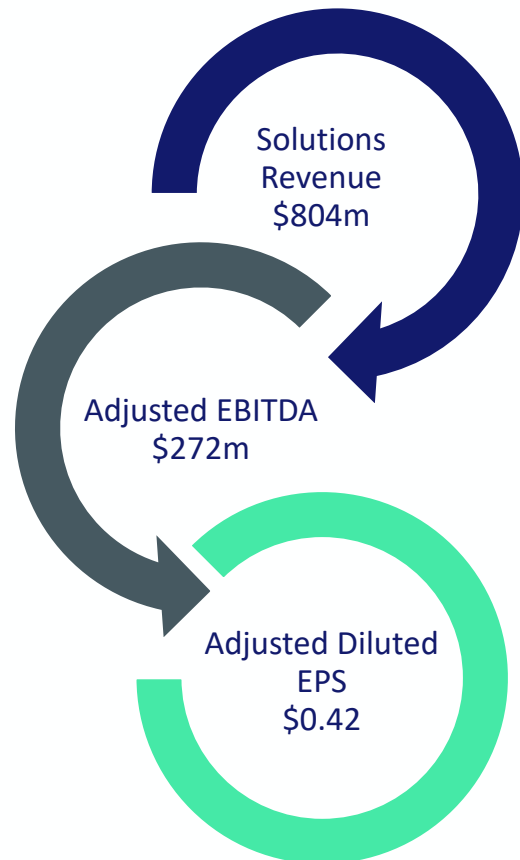 Solutions
Revenue
$804m
Adjusted EBITDA
$272m
Adjusted Diluted
EPS
$0.42